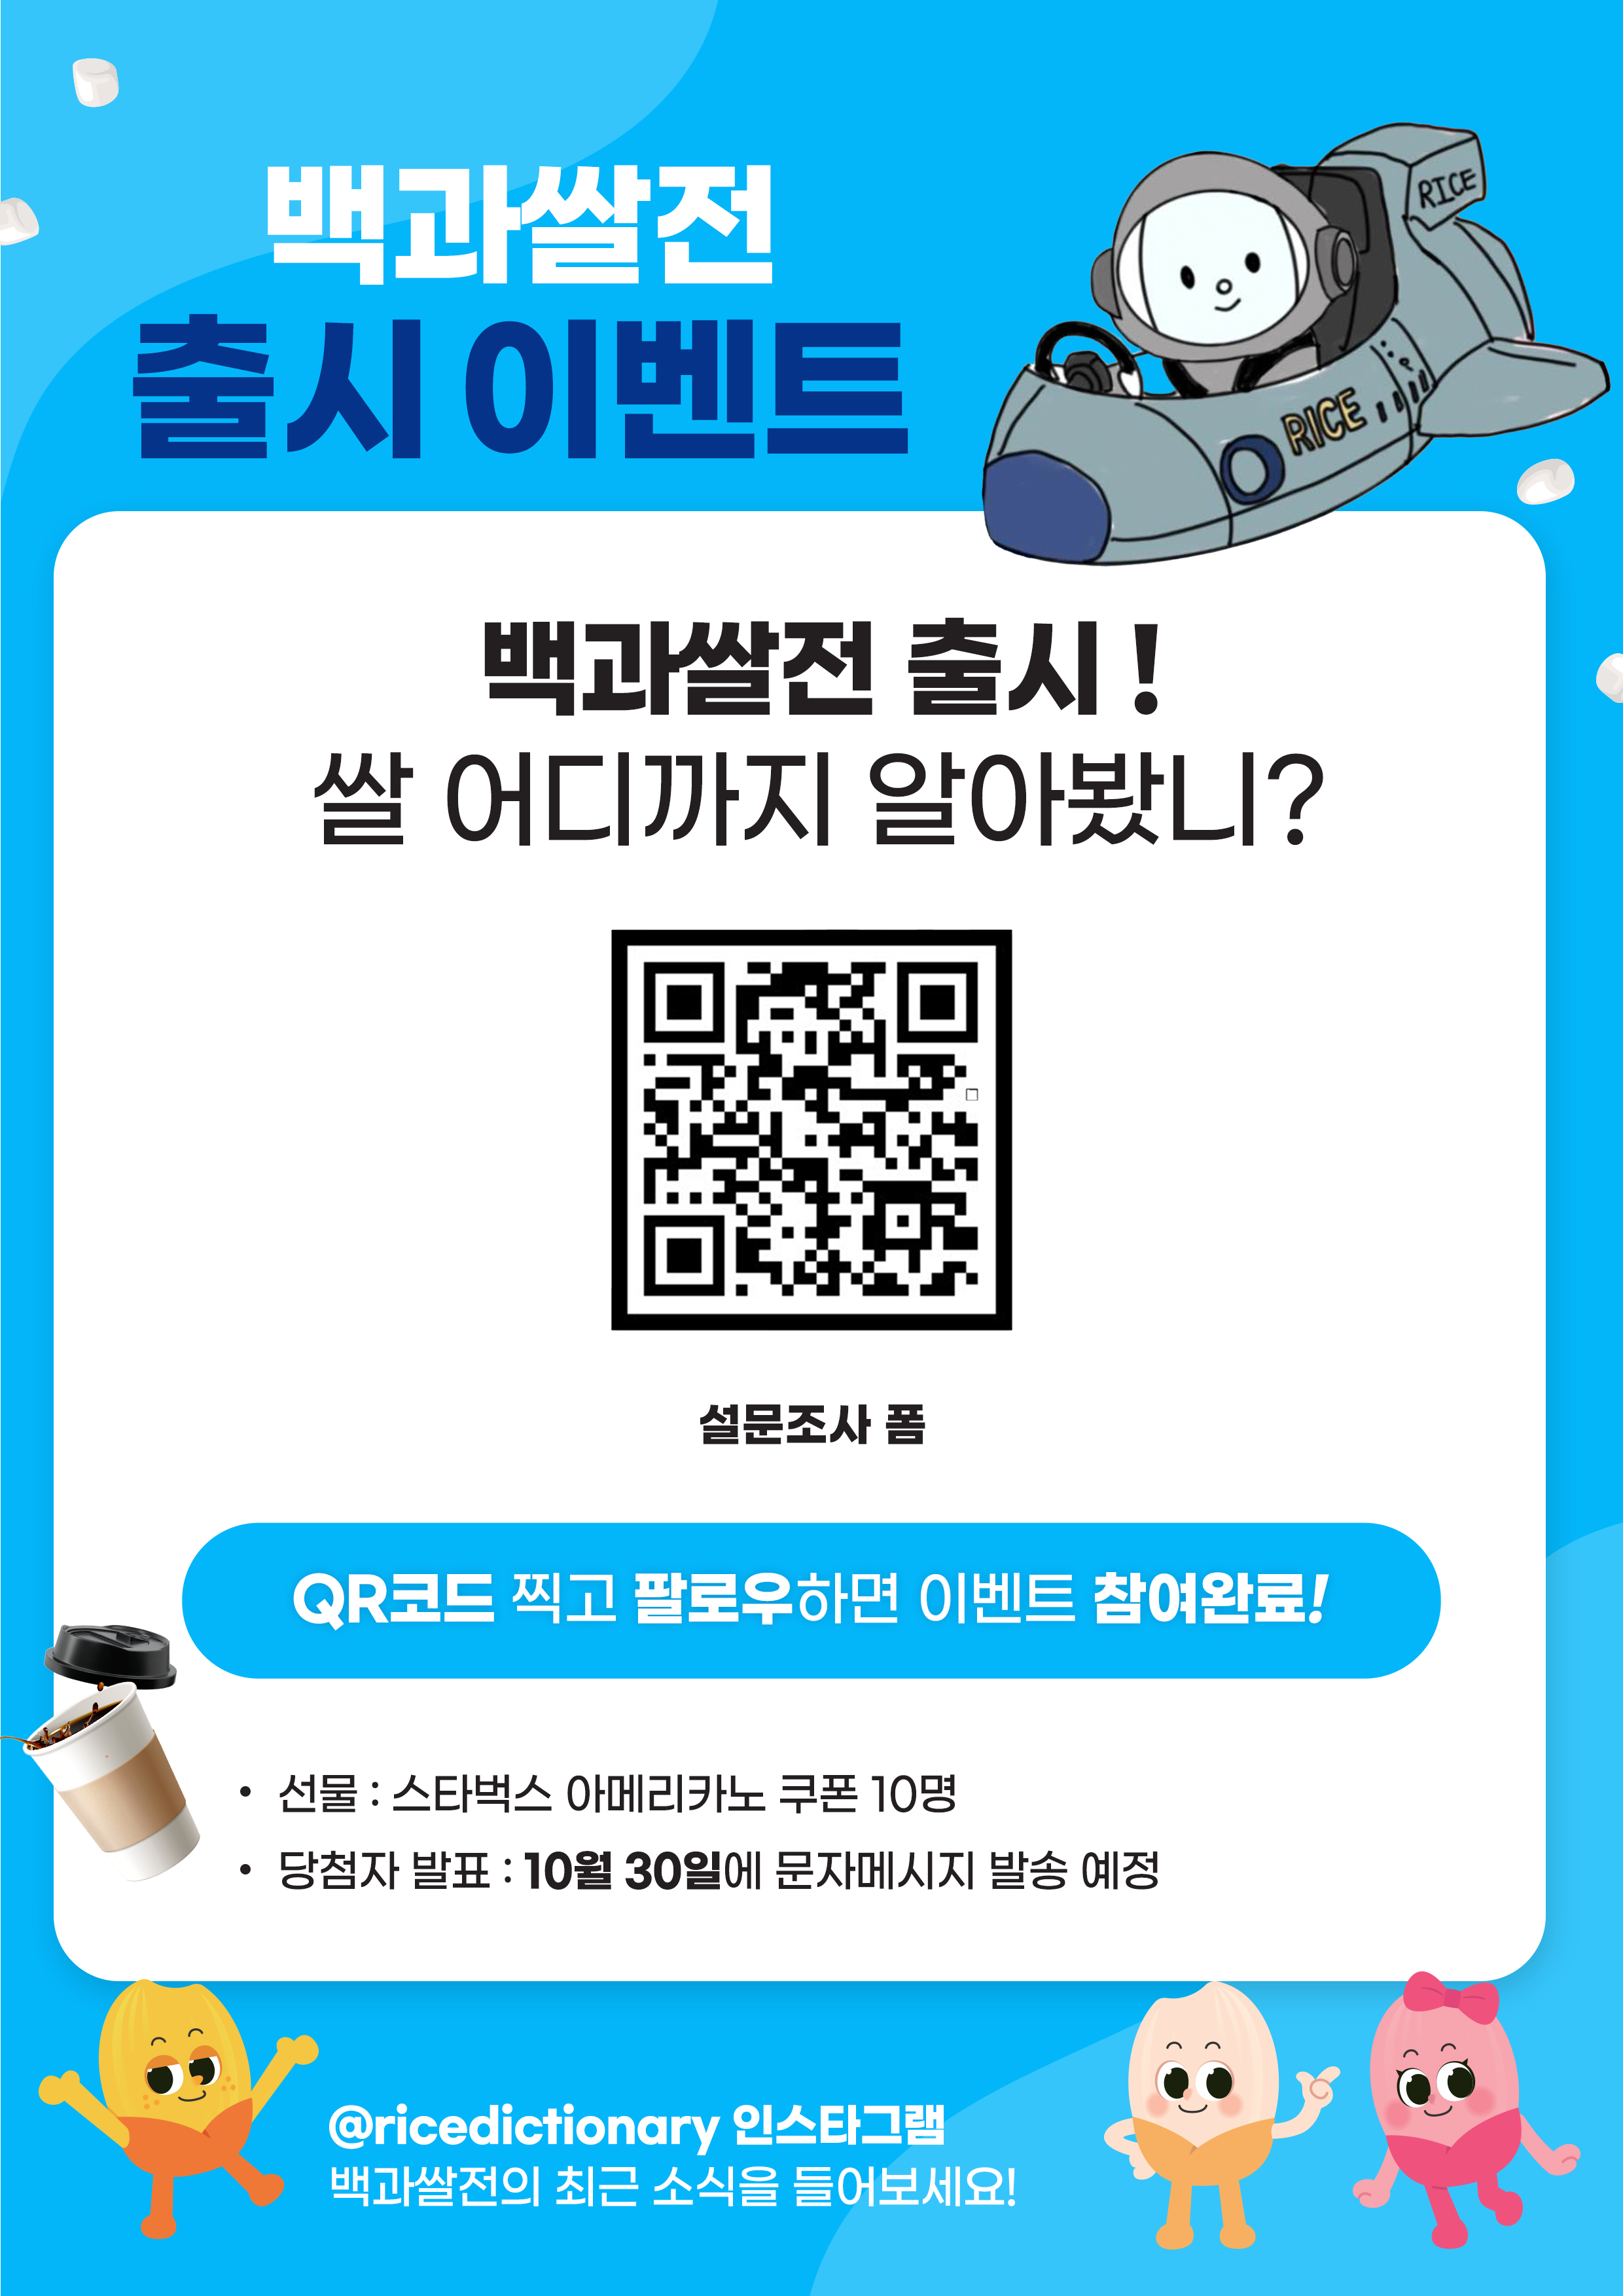 백과쌀전
출시 이벤트
RICE
RICE
백과쌀전 출시!
쌀 어디까지 알아봤니?
설문조사 폼
QR코드 찍고 팔로우하면 이벤트 참여완료!
• 선물 : 스타벅스 아메리카노 쿠폰 10명
• 당첨자 발표 : 10월 30일에 문자메시지 발송 예정
@ricedictionary 인스타그램
백과쌀전의 최근 소식을 들어보세요!